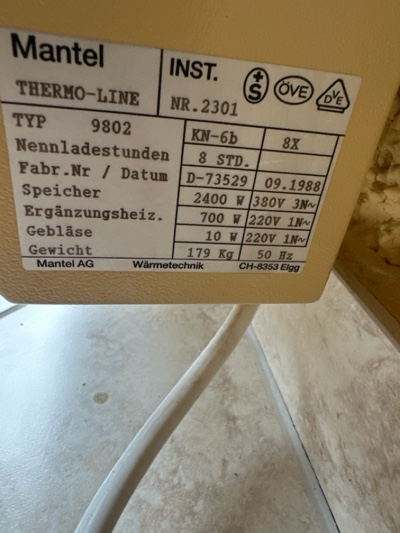 Mantel
THERMO-LINE
INST.
NR.2301
+S
ÖVE
DVE
TYP 9802 KN-6b 8X
Nennladestunden 8 STD.
Fabr.Nr / Datum D-73529 09.1988
Speicher 2400 W 380V 3N~
Ergänzungsheiz. 700 W 220V 1N~
Gebläse 10 W 220V 1N~
Gewicht 179 Kg 50 Hz
Mantel AG Wärmetechnik CH-8353 Elgg